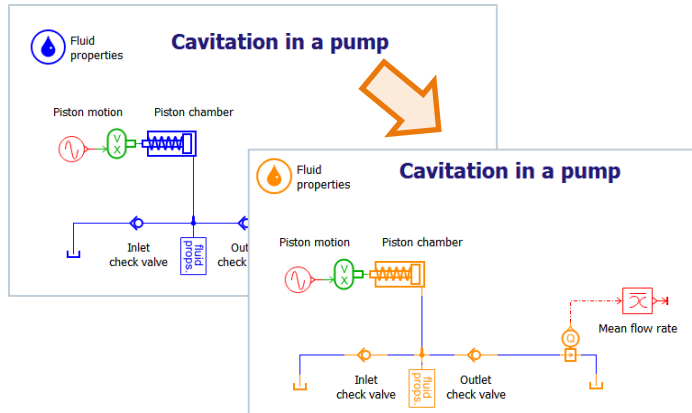 Fluid
properties
Cavitation in a pump
Piston motion
Piston chamber
V
X
Inlet
check valve
fluid
props.
Out
check
Fluid
properties
Cavitation in a pump
Piston motion
Piston chamber
V
X
X
Mean flow rate
Q
Inlet
check valve
fluid
props.
Outlet
check valve